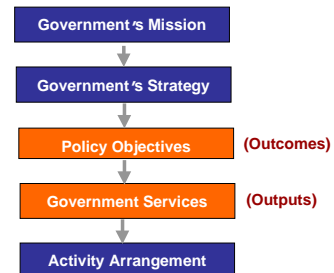 Government's Mission
Government's Strategy
Policy Objectives (Outcomes)
Government Services (Outputs)
Activity Arrangement